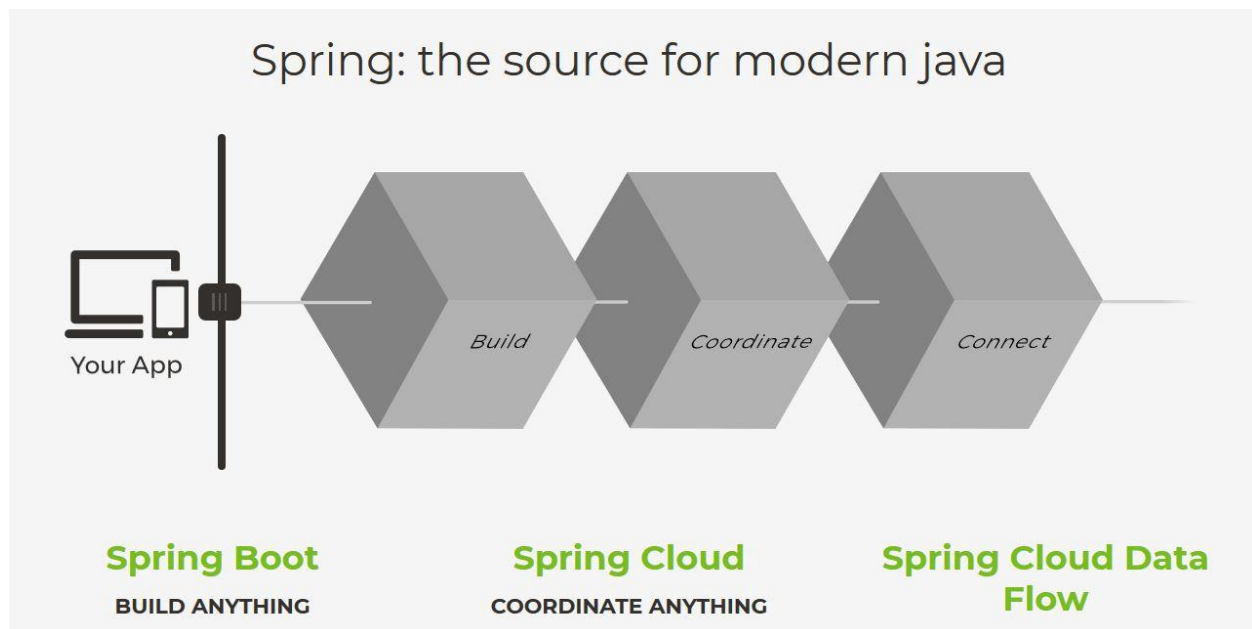 Spring: the source for modern java
Your App
Build
Coordinate
Connect
Spring Boot
BUILD ANYTHING
Spring Cloud
COORDINATE ANYTHING
Spring Cloud Data
Flow